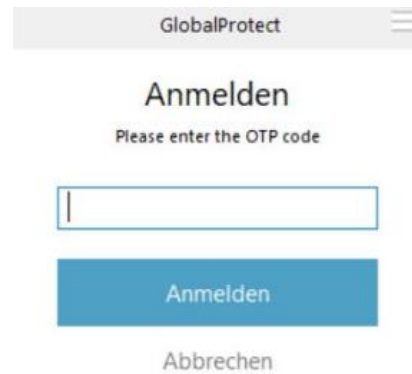 GlobalProtect
Anmelden
Please enter the OTP code
Anmelden
Abbrechen